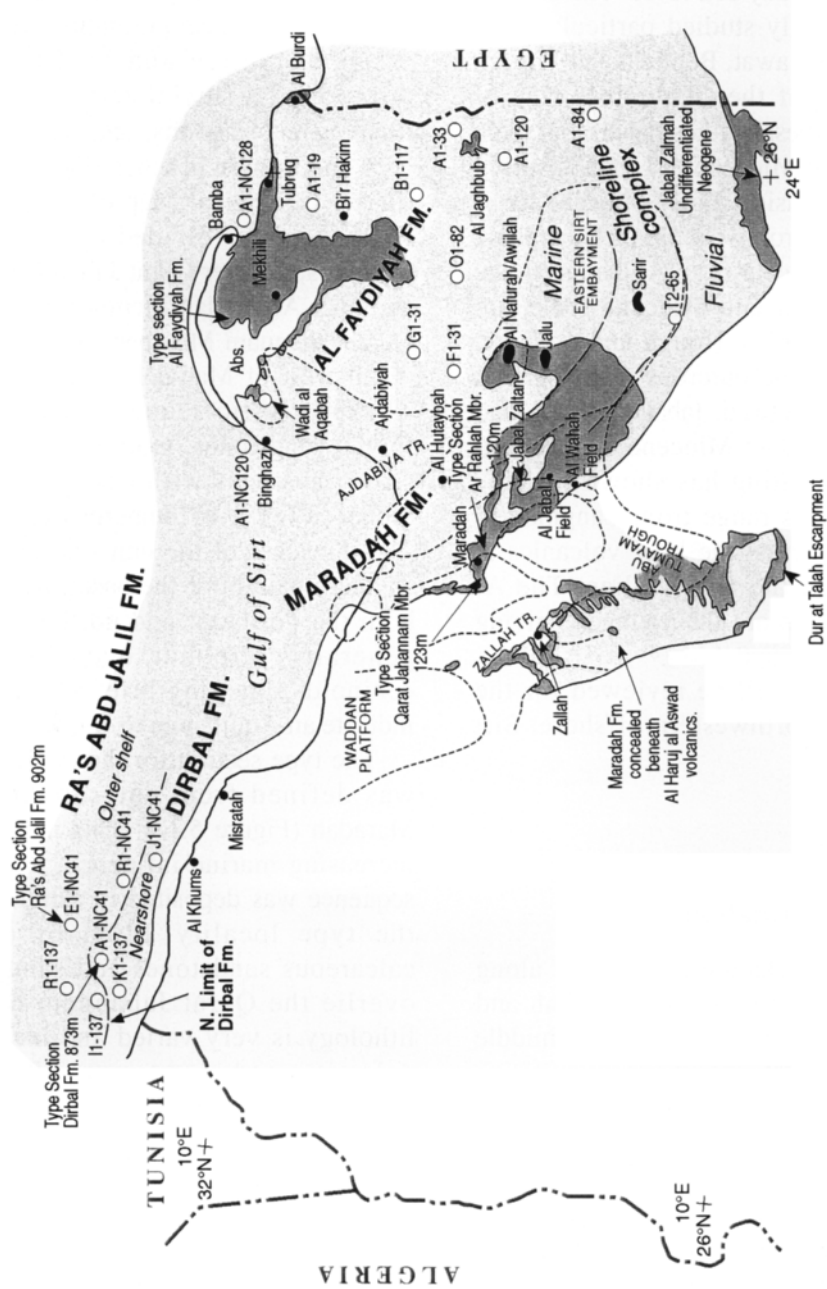 Type Section
Ra's Abd Jalil Fm. 902m
R1-137
E1-NC41
Type Section
Dirbal Fm. 873m
A1-NC41
I1-137
K1-137
R1-NC41
J1-NC41
RA'S ABD JALIL FM.
Outer shelf
Nearshore
DIRBAL FM.
N. Limit of
Dirbal Fm.
TUNISIA
10°E
32°N
ALGERIA
10°E
26°N
Al Khums
Misratah
Gulf of Sirt
MARADAH FM.
WADDAN
PLATFORM
Type Section
Qarat Jahannam Mbr.
123m
Maradah
ZALLAH TR.
Zallah
Maradah Fm.
concealed
beneath
Al Haruj al Aswad
volcanics.
ABU
TUMAYAM
TROUGH
Dur at Talah Escarpment
A1-NC120
Binghazi
Wadi al
Aqabah
Abs.
Type section
Al Faydiyah Fm.
Bamba
A1-NC128
Mekhili
Tubruq
Al Burdi
A1-19
Bi'r Hakim
AL FAYDIYAH FM.
B1-117
EGYPT
Ajdabiyah
AJDABIYA TR.
G1-31
F1-31
O1-82
A1-33
Al Jaghbub
A1-120
A1-84
Al Hutaybah
Type Section
Ar Rahlah Mbr.
120m
Jabal Zaltan
Al Jabal
Field
Al Wahah
Field
Al Nafurah/Awjilah
Jalu
Marine
EASTERN SIRT
EMBAYMENT
Shoreline
complex
Sarir
T2-65
Fluvial
Jabal Zalmah
Undifferentiated
Neogene
26°N
24°E